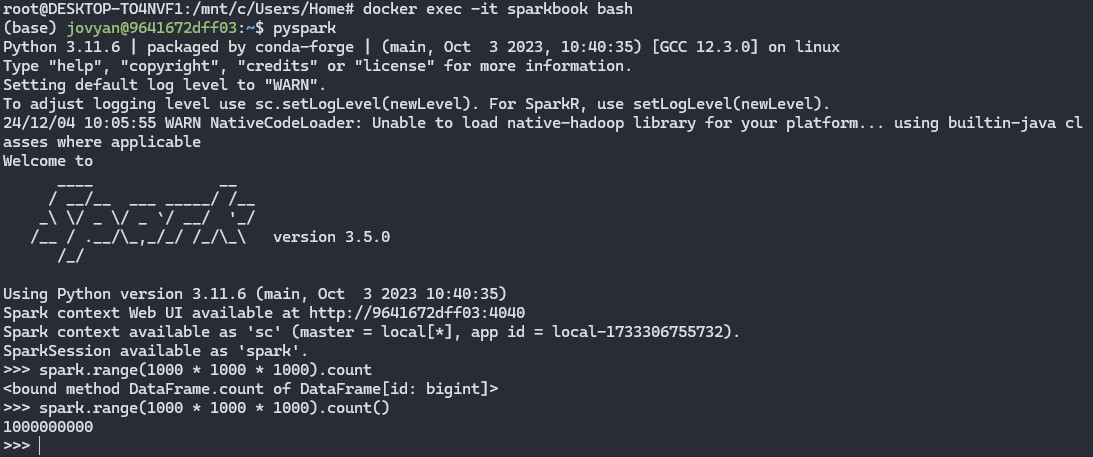 root@DESKTOP-TO4NVF1:/mnt/c/Users/Home# docker exec -it sparkbook bash
(base) jovyan@9641672dff03:~$ pyspark
Python 3.11.6 | packaged by conda-forge | (main, Oct  3 2023, 10:40:35) [GCC 12.3.0] on linux
Type "help", "copyright", "credits" or "license" for more information.
Setting default log level to "WARN".
To adjust logging level use sc.setLogLevel(newLevel). For SparkR, use setLogLevel(newLevel).
24/12/04 10:05:55 WARN NativeCodeLoader: Unable to load native-hadoop library for your platform... using builtin-java cl
asses where applicable
Welcome to
      ____              __
     / __/__  ___ _____/ /__
    _\ \/ _ \/ _ `/ __/  '_/
   /__ / .__/\_,_/_/ /_/\_\   version 3.5.0
      /_/
Using Python version 3.11.6 (main, Oct  3 2023 10:40:35)
Spark context Web UI available at http://9641672dff03:4040
Spark context available as 'sc' (master = local[*], app id = local-1733306755732).
SparkSession available as 'spark'.
>>> spark.range(1000 * 1000 * 1000).count
<bound method DataFrame.count of DataFrame[id: bigint]>
>>> spark.range(1000 * 1000 * 1000).count()
1000000000
>>>